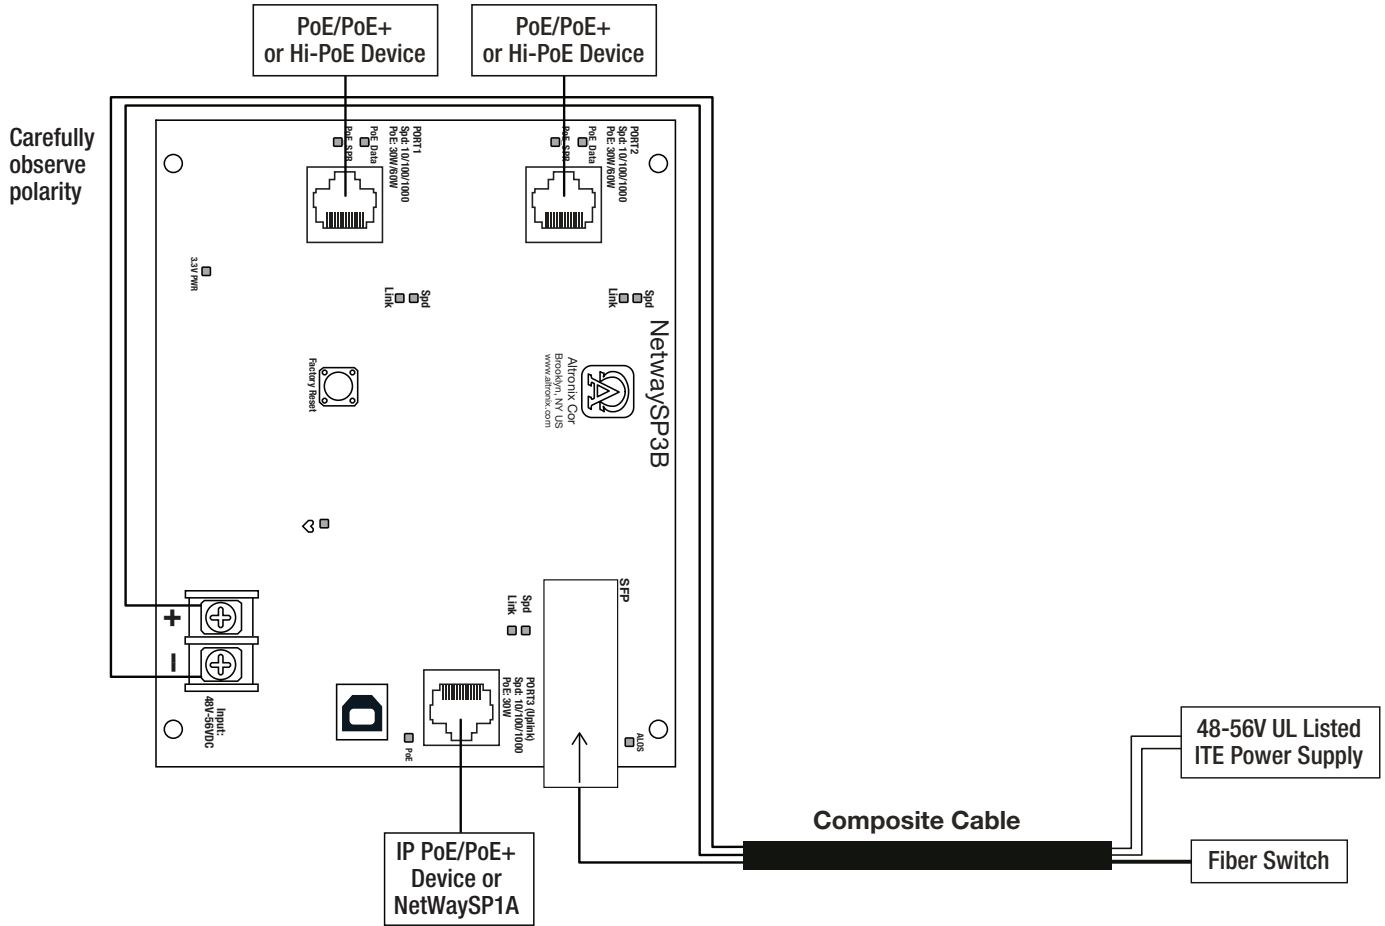 PoE/PoE+
or Hi-PoE Device
PoE/PoE+
or Hi-PoE Device
Carefully
observe
polarity
PoE_SPR
PoE_Data
PORT1
Spd: 10/100/1000
PoE: 30W/60W
PoE_SPR
PoE_Data
PORT2
Spd: 10/100/1000
PoE: 30W/60W
3.3V PWR
Link
Spd
Link
Spd
NetwaySP3B
Altronix Cor
Brooklyn, NY US
www.altronix.com
Factory Reset
SFP
Spd
Link
+
–
Input:
48V-56VDC
PORT3 (Uplink)
Spd: 10/100/1000
PoE: 30W
PoE
ALOS
48-56V UL Listed
ITE Power Supply
Composite Cable
Fiber Switch
IP PoE/PoE+
Device or
NetWaySP1A